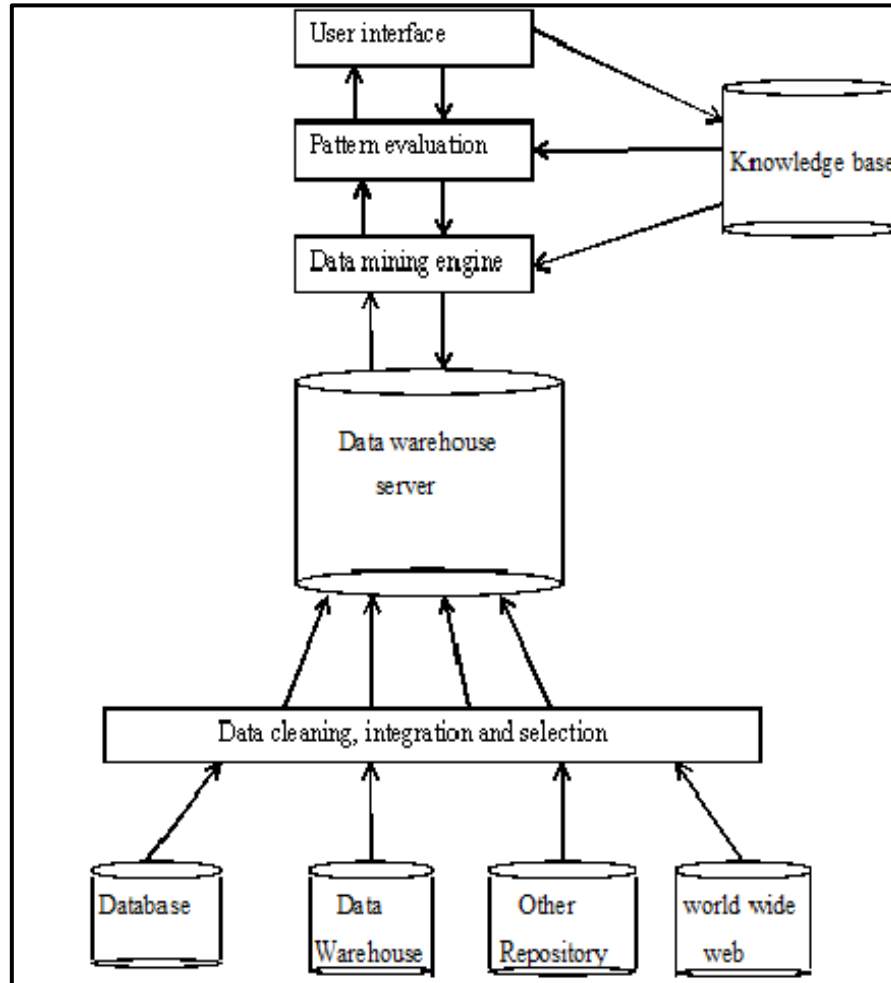 User interface
Pattern evaluation
Knowledge base
Data mining engine
Data warehouse
server
Data cleaning, integration and selection
Database
Data
Warehouse
Other
Repository
world wide
web